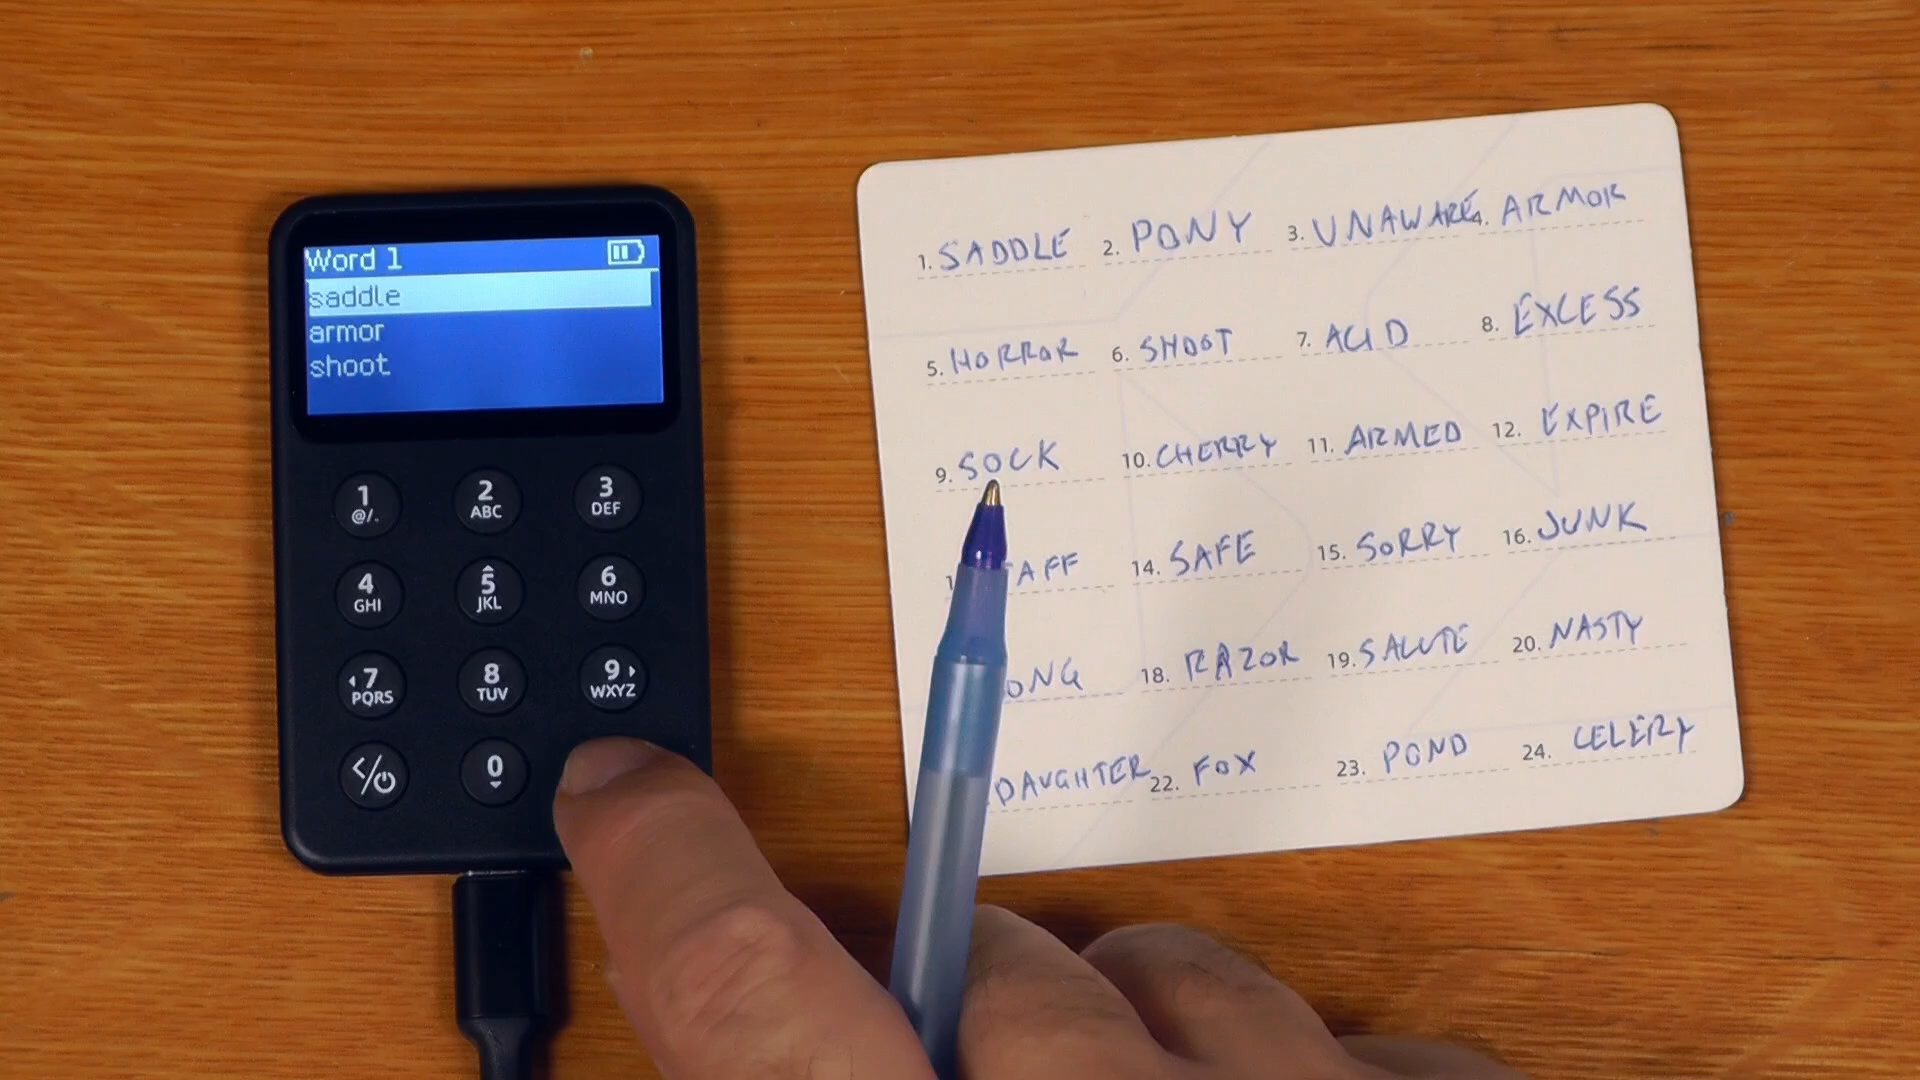 Word 1
saddle
armor
shoot
1 @/.
2 ABC
3 DEF
4 GHI
5 JKL
6 MNO
7 PQRS
8 TUV
9 WXYZ
0
1. SADDLE 2. PONY 3. UNAWARE 4. ARMOR
5. HORROR 6. SHOOT 7. ACID 8. EXCESS
9. SOCK 10. CHERRY 11. ARMED 12. EXPIRE
14. SAFE 15. SORRY 16. JUNK
18. RAZOR 19. SALUTE 20. NASTY
DAUGHTER 22. FOX 23. POND 24. CELERY